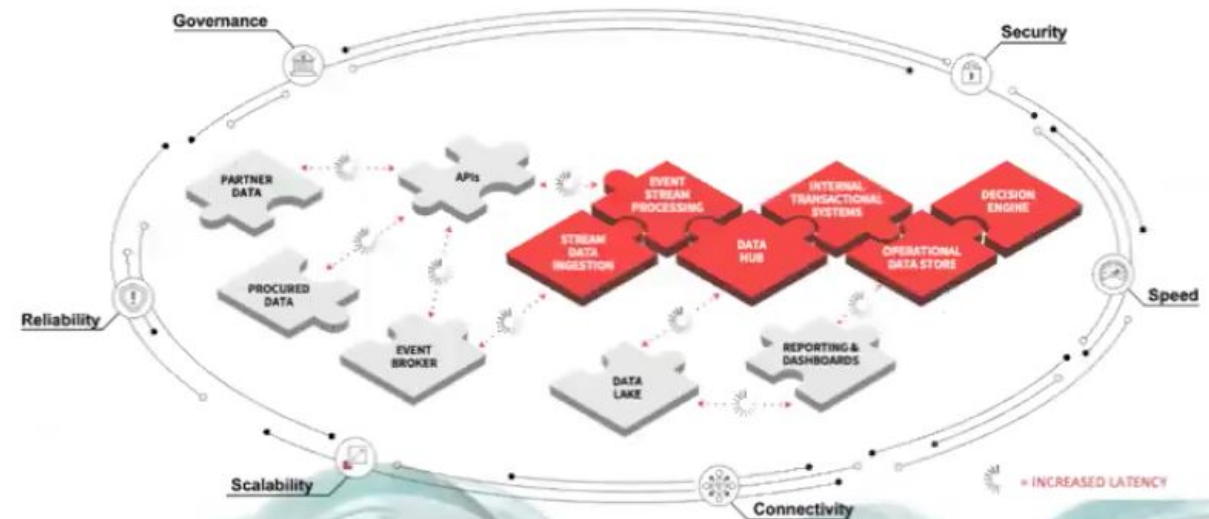 Governance
Security
PARTNER
DATA
APIs
EVENT
STREAM
PROCESSING
INTERNAL
TRANSACTIONAL
SYSTEMS
DECISION
ENGINE
STREAM
DATA
INGESTION
DATA
HUB
OPERATIONAL
DATA STORE
PROCURED
DATA
Speed
Reliability
EVENT
BROKER
REPORTING &
DASHBOARDS
DATA
LAKE
Scalability
= INCREASED LATENCY
Connectivity